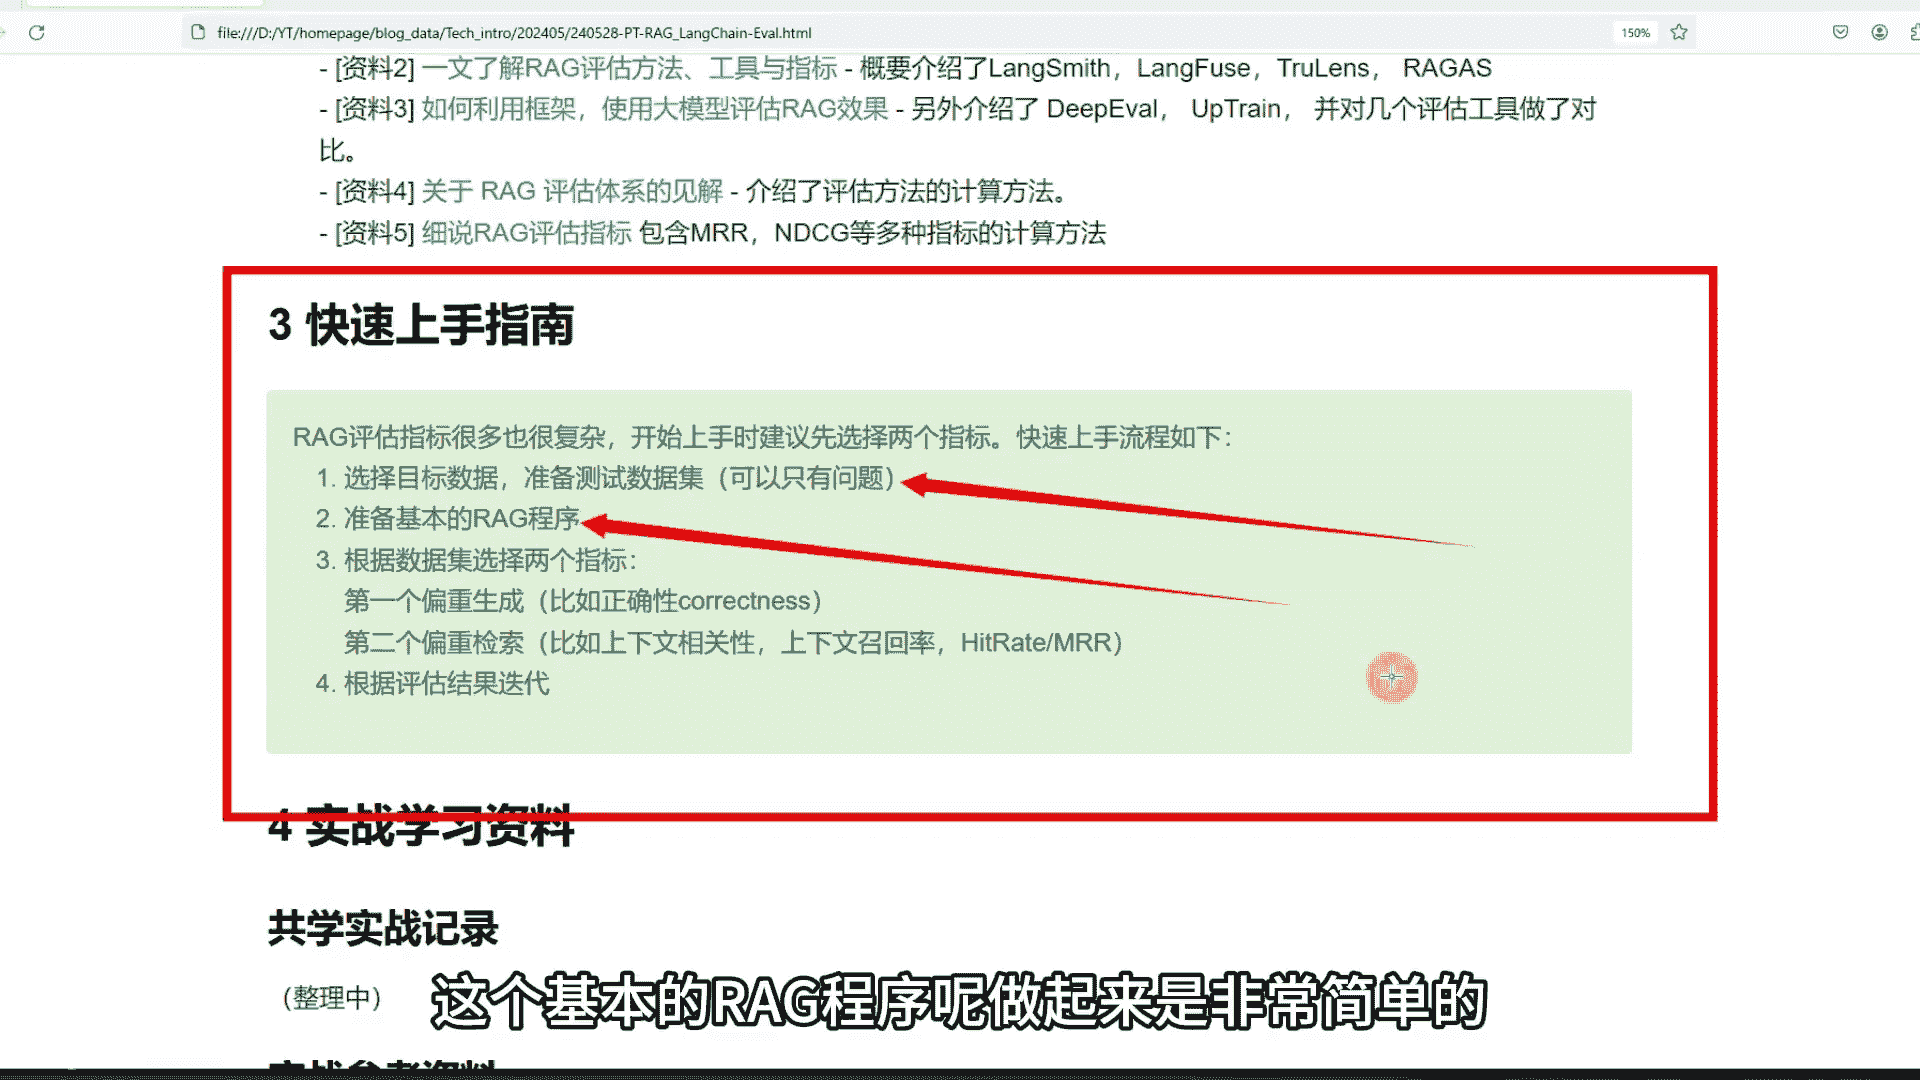 file:///D:/YT/homepage/blog_data/Tech_intro/202405/240528-PT-RAG_LangChain-Eval.html
150%
- [资料2] 一文了解RAG评估方法、工具与指标 - 概要介绍了LangSmith，LangFuse，TruLens， RAGAS
- [资料3] 如何利用框架，使用大模型评估RAG效果 - 另外介绍了 DeepEval， UpTrain， 并对几个评估工具做了对
比。
- [资料4] 关于 RAG 评估体系的见解 - 介绍了评估方法的计算方法。
- [资料5] 细说RAG评估指标 包含MRR，NDCG等多种指标的计算方法
3 快速上手指南
RAG评估指标很多也很复杂，开始上手时建议先选择两个指标。快速上手流程如下：
1. 选择目标数据，准备测试数据集（可以只有问题）
2. 准备基本的RAG程序
3. 根据数据集选择两个指标：
第一个偏重生成（比如正确性correctness）
第二个偏重检索（比如上下文相关性，上下文召回率，HitRate/MRR）
4. 根据评估结果迭代
4 实战学习资料
共学实战记录
（整理中）
这个基本的RAG程序呢做起来是非常简单的